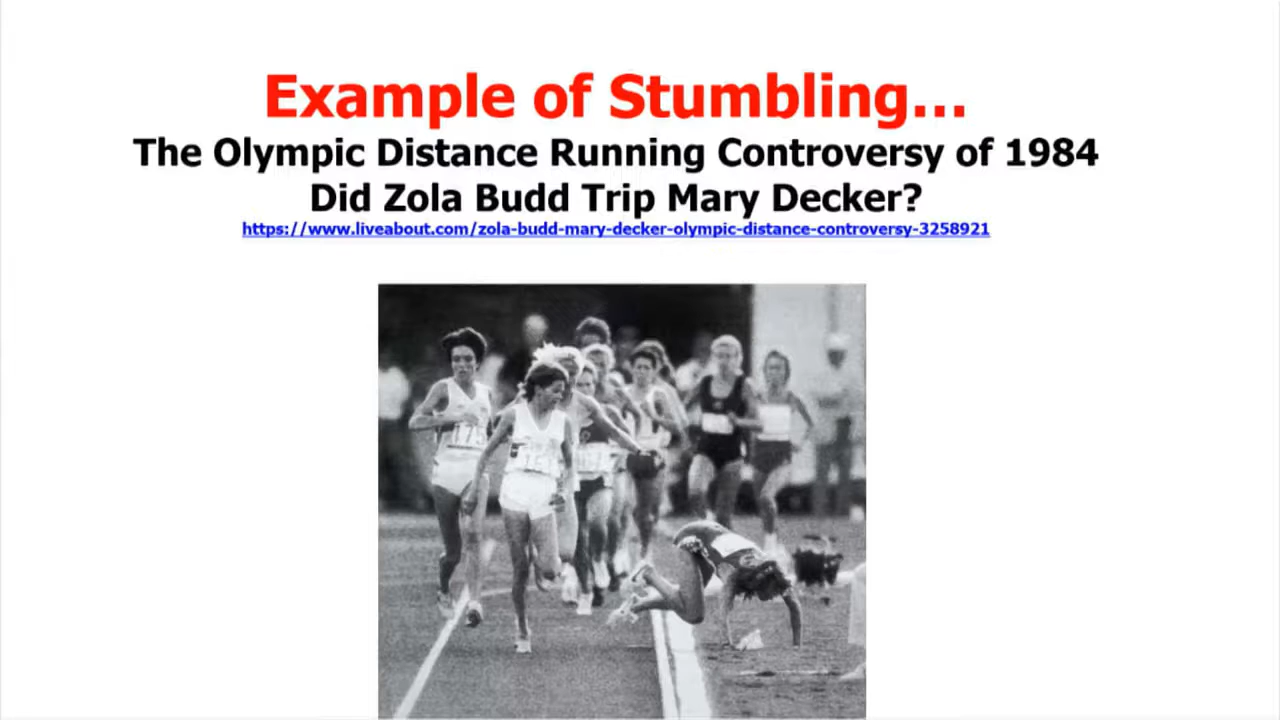 Example of Stumbling...
The Olympic Distance Running Controversy of 1984
Did Zola Budd Trip Mary Decker?
https://www.liveabout.com/zola-budd-mary-decker-olympic-distance-controversy-3258921